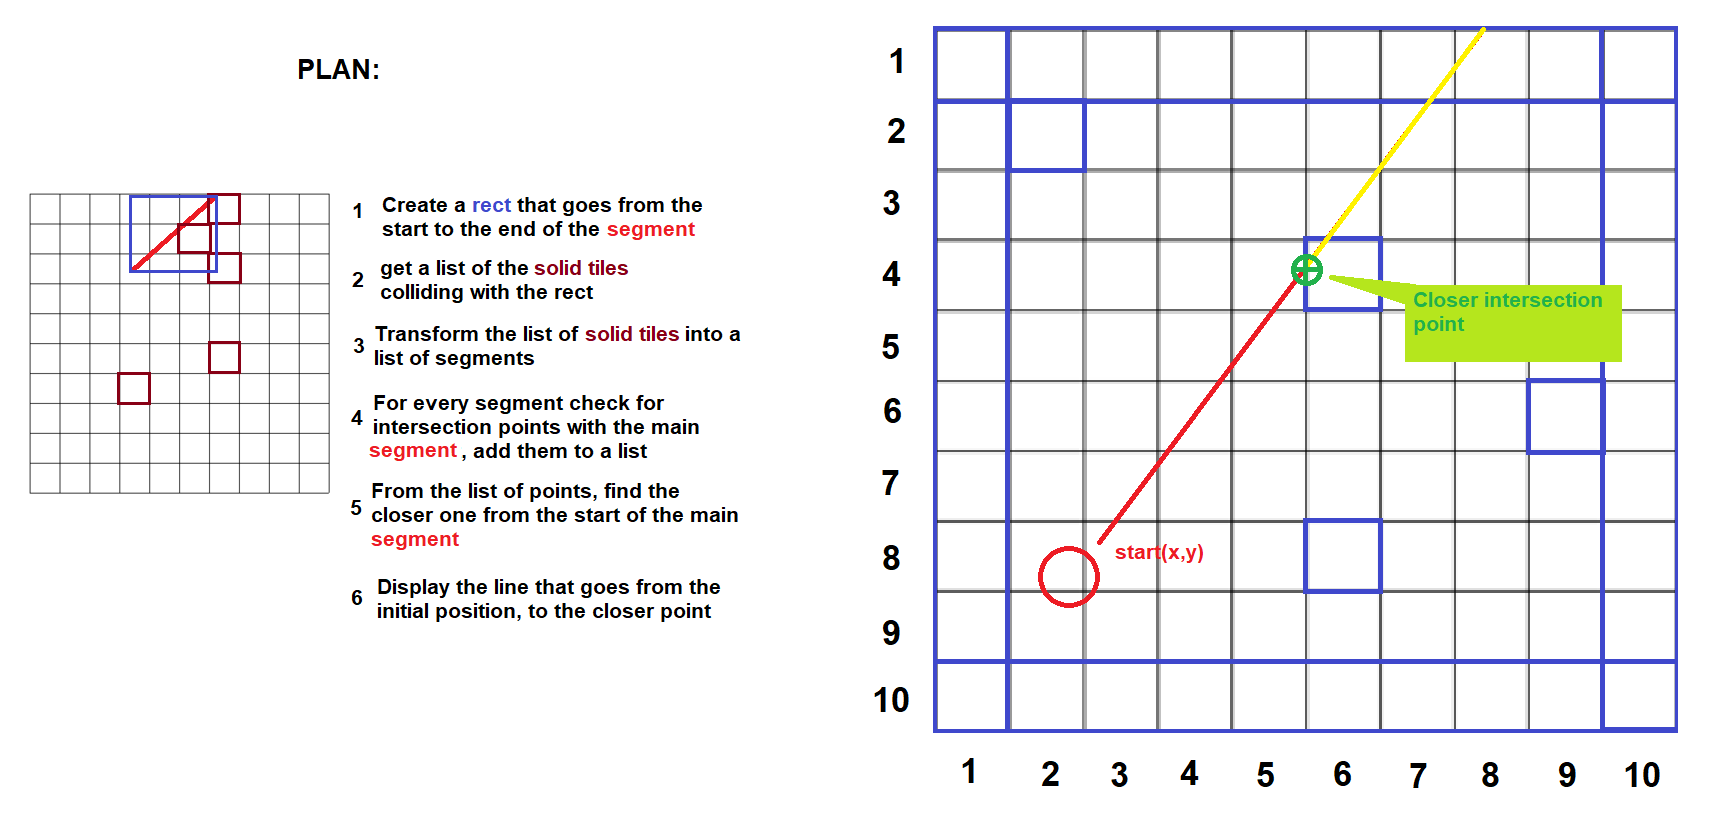 PLAN:
1 Create a rect that goes from the
start to the end of the segment
2 get a list of the solid tiles
colliding with the rect
3 Transform the list of solid tiles into a
list of segments
4 For every segment check for
intersection points with the main
segment , add them to a list
5 From the list of points, find the
closer one from the start of the main
segment
6 Display the line that goes from the
initial position, to the closer point
1
2
3
4
5
6
7
8
9
10
Closer intersection
point
start(x,y)
1 2 3 4 5 6 7 8 9 10